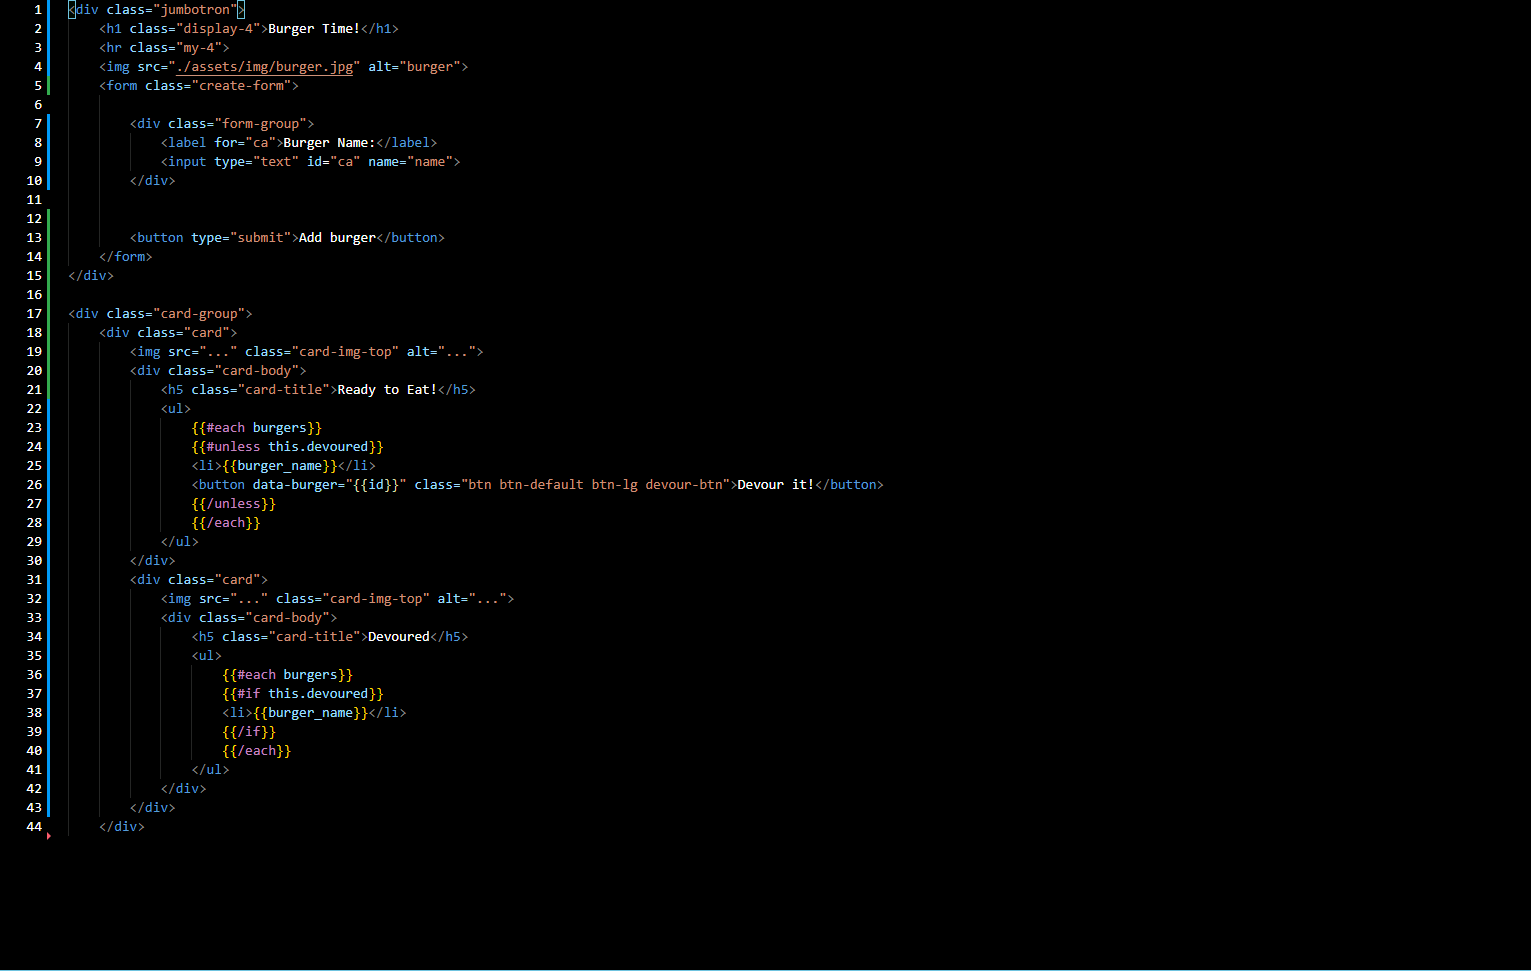 1 <div class="jumbotron">
2     <h1 class="display-4">Burger Time!</h1>
3     <hr class="my-4">
4     <img src="./assets/img/burger.jpg" alt="burger">
5     <form class="create-form">
6
7         <div class="form-group">
8             <label for="ca">Burger Name:</label>
9             <input type="text" id="ca" name="name">
10         </div>
11
12
13         <button type="submit">Add burger</button>
14     </form>
15 </div>
16
17 <div class="card-group">
18     <div class="card">
19         <img src="..." class="card-img-top" alt="...">
20         <div class="card-body">
21             <h5 class="card-title">Ready to Eat!</h5>
22             <ul>
23                 {{#each burgers}}
24                 {{#unless this.devoured}}
25                 <li>{{burger_name}}</li>
26                 <button data-burger="{{id}}" class="btn btn-default btn-lg devour-btn">Devour it!</button>
27                 {{/unless}}
28                 {{/each}}
29             </ul>
30         </div>
31         <div class="card">
32             <img src="..." class="card-img-top" alt="...">
33             <div class="card-body">
34                 <h5 class="card-title">Devoured</h5>
35                 <ul>
36                     {{#each burgers}}
37                     {{#if this.devoured}}
38                     <li>{{burger_name}}</li>
39                     {{/if}}
40                     {{/each}}
41                 </ul>
42             </div>
43         </div>
44     </div>